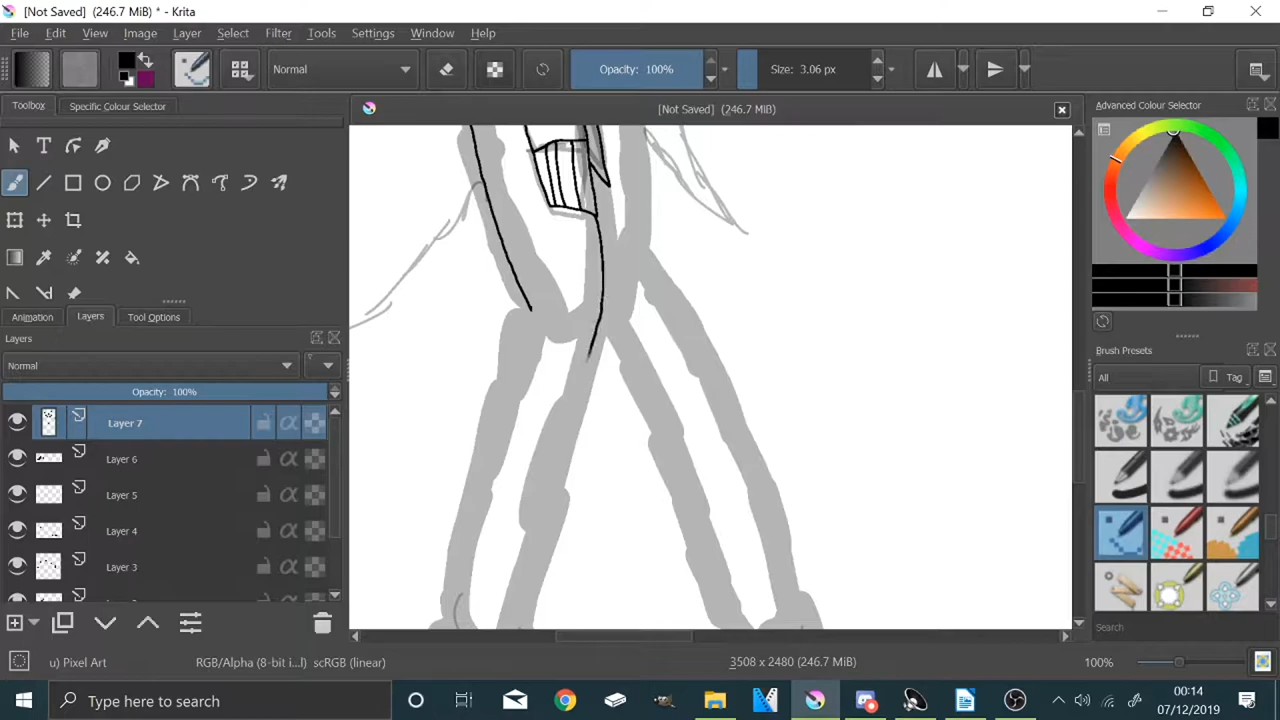 [Not Saved] (246.7 MiB) * - Krita
File Edit View Image Layer Select Filter Tools Settings Window Help
Normal Opacity: 100% Size: 3.06 px
Toolbox Specific Colour Selector
[Not Saved] (246.7 MiB)
Advanced Colour Selector
Animation Layers Tool Options
Layers
Normal
Opacity: 100%
Layer 7
Layer 6
Layer 5
Layer 4
Layer 3
Brush Presets
All Tag
Search
u) Pixel Art RGB/Alpha (8-bit i...l) scRGB (linear) 3508 x 2480 (246.7 MiB) 100%
Type here to search
00:14
07/12/2019